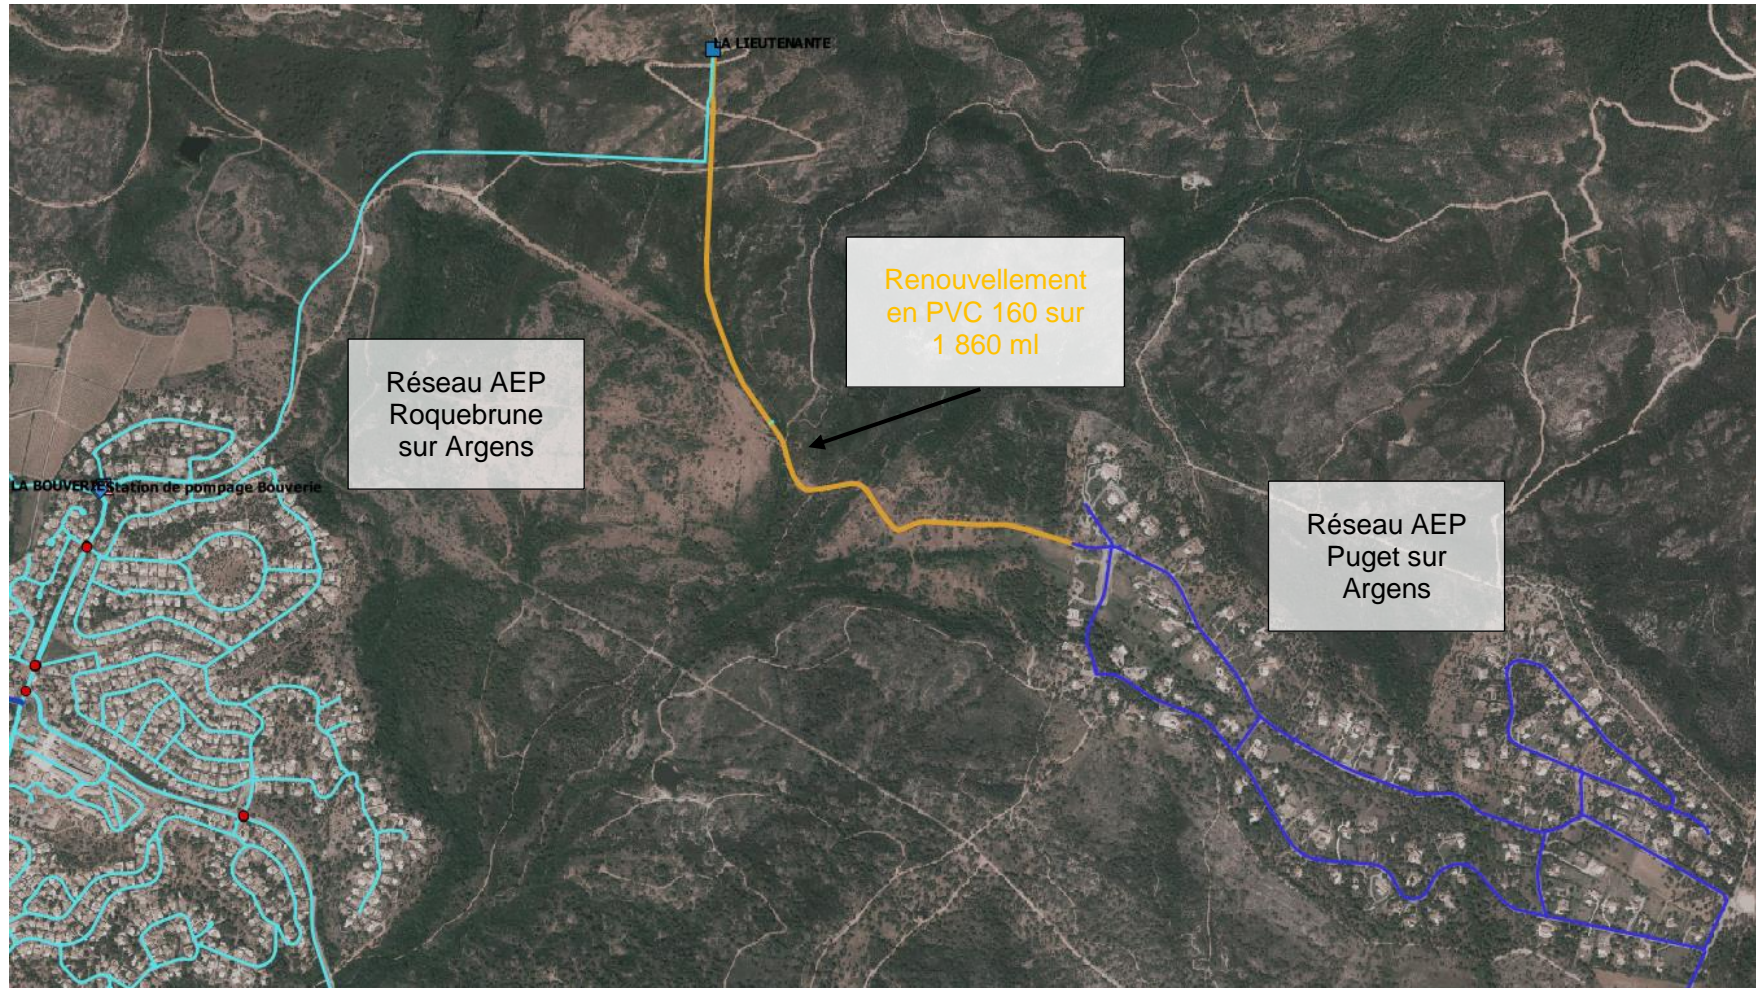 LA LIEUTENANTE
Renouvellement
en PVC 160 sur
1 860 ml
Réseau AEP
Roquebrune
sur Argens
LA BOUVERIE
Station de pompage Bouverie
Réseau AEP
Puget sur
Argens